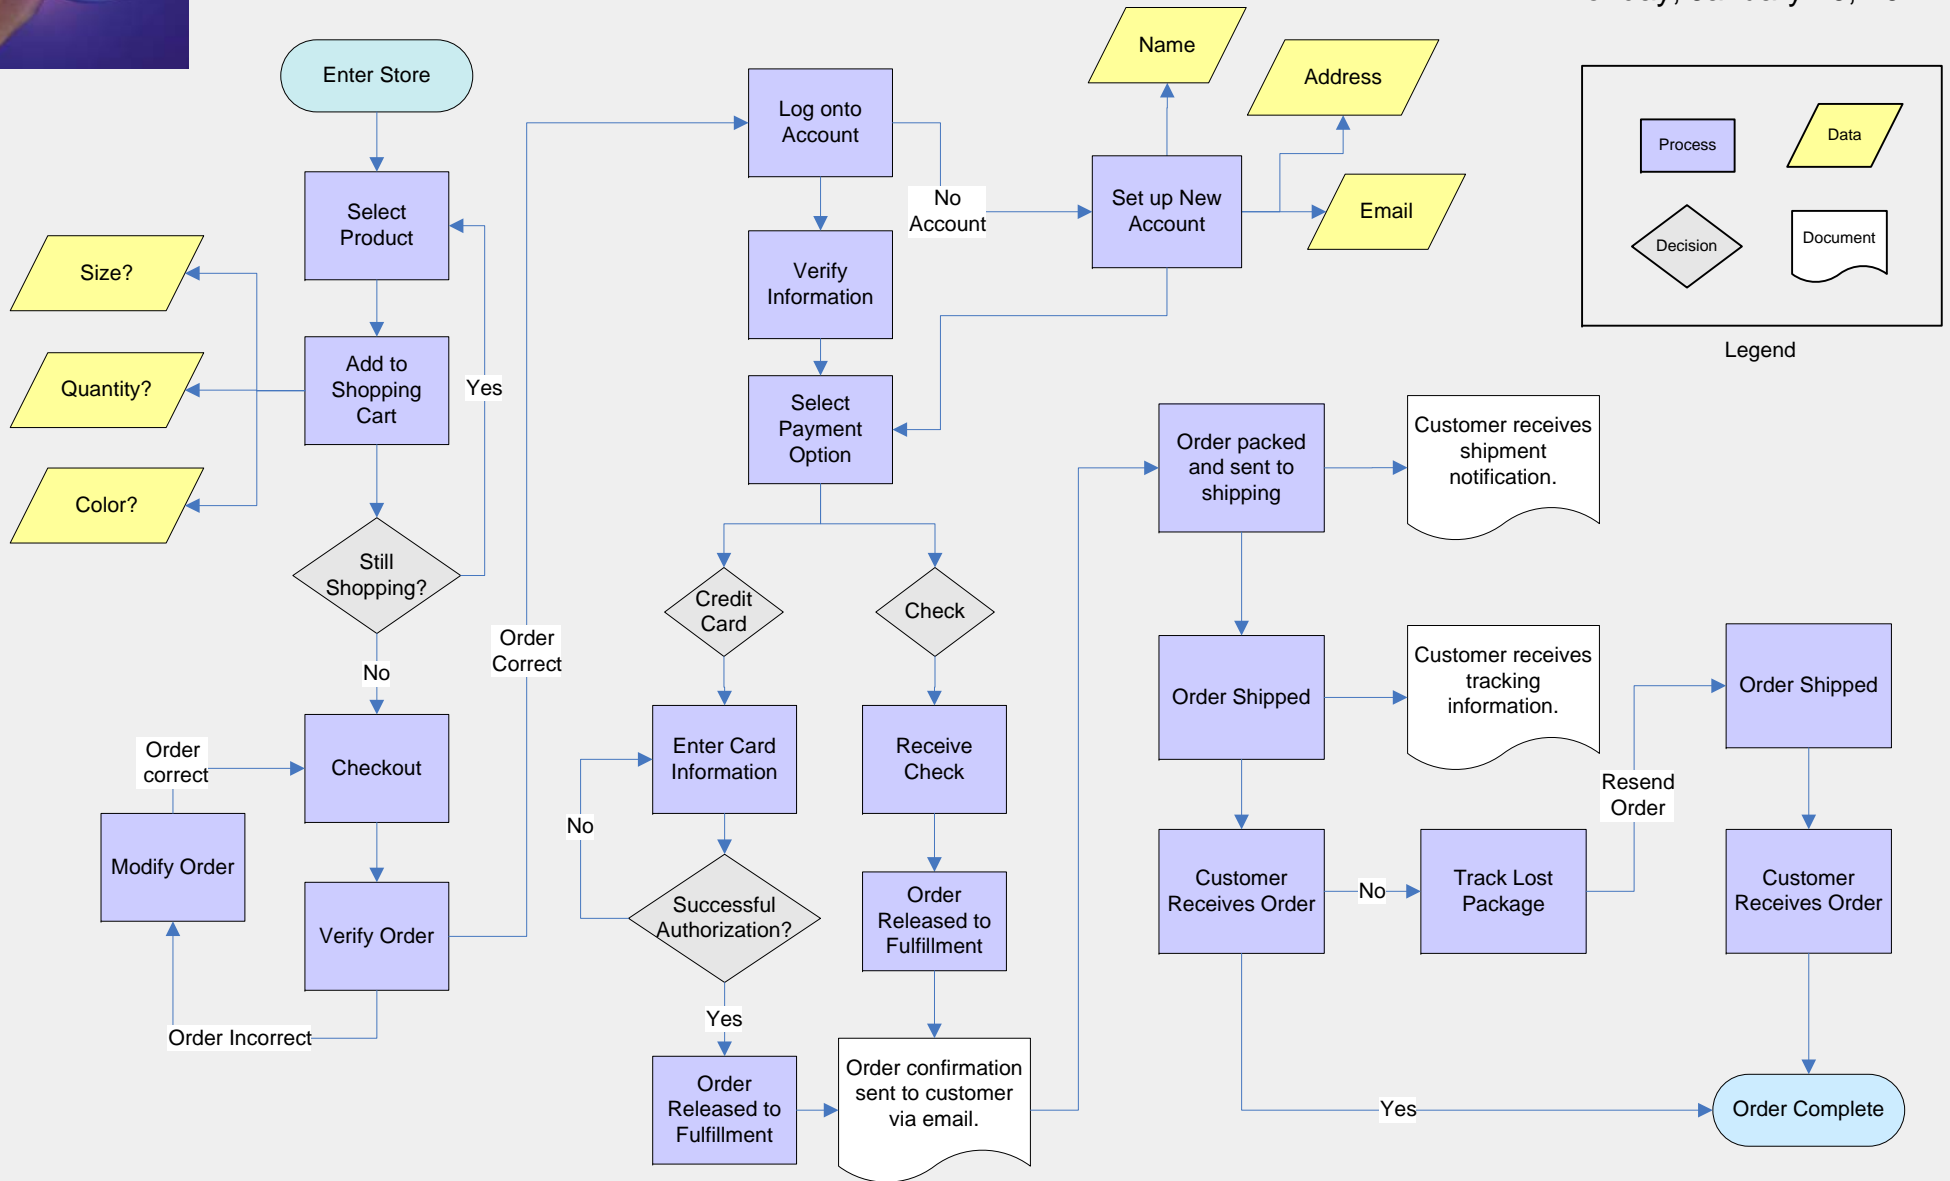 Enter Store
Select
Product
Size?
Quantity?
Color?
Add to
Shopping
Cart
Yes
Still
Shopping?
No
Order
correct
Checkout
Modify Order
Verify Order
Order Incorrect
Order
Correct
Log onto
Account
No
Account
Verify
Information
Select
Payment
Option
Name
Address
Email
Set up New
Account
Credit
Card
Check
Enter Card
Information
Receive
Check
No
Successful
Authorization?
Yes
Order
Released to
Fulfillment
Order
Released to
Fulfillment
Order confirmation
sent to customer
via email.
Order packed
and sent to
shipping
Customer receives
shipment
notification.
Order Shipped
Customer receives
tracking
information.
Customer
Receives Order
No
Track Lost
Package
Resend
Order
Order Shipped
Customer
Receives Order
Yes
Order Complete
Process
Data
Decision
Document
Legend